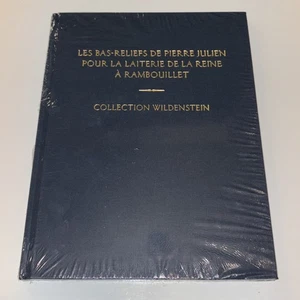 LES BAS-RELIEFS DE PIERRE JULIEN
POUR LA LAITERIE DE LA REINE
À RAMBOUILLET
COLLECTION WILDENSTEIN